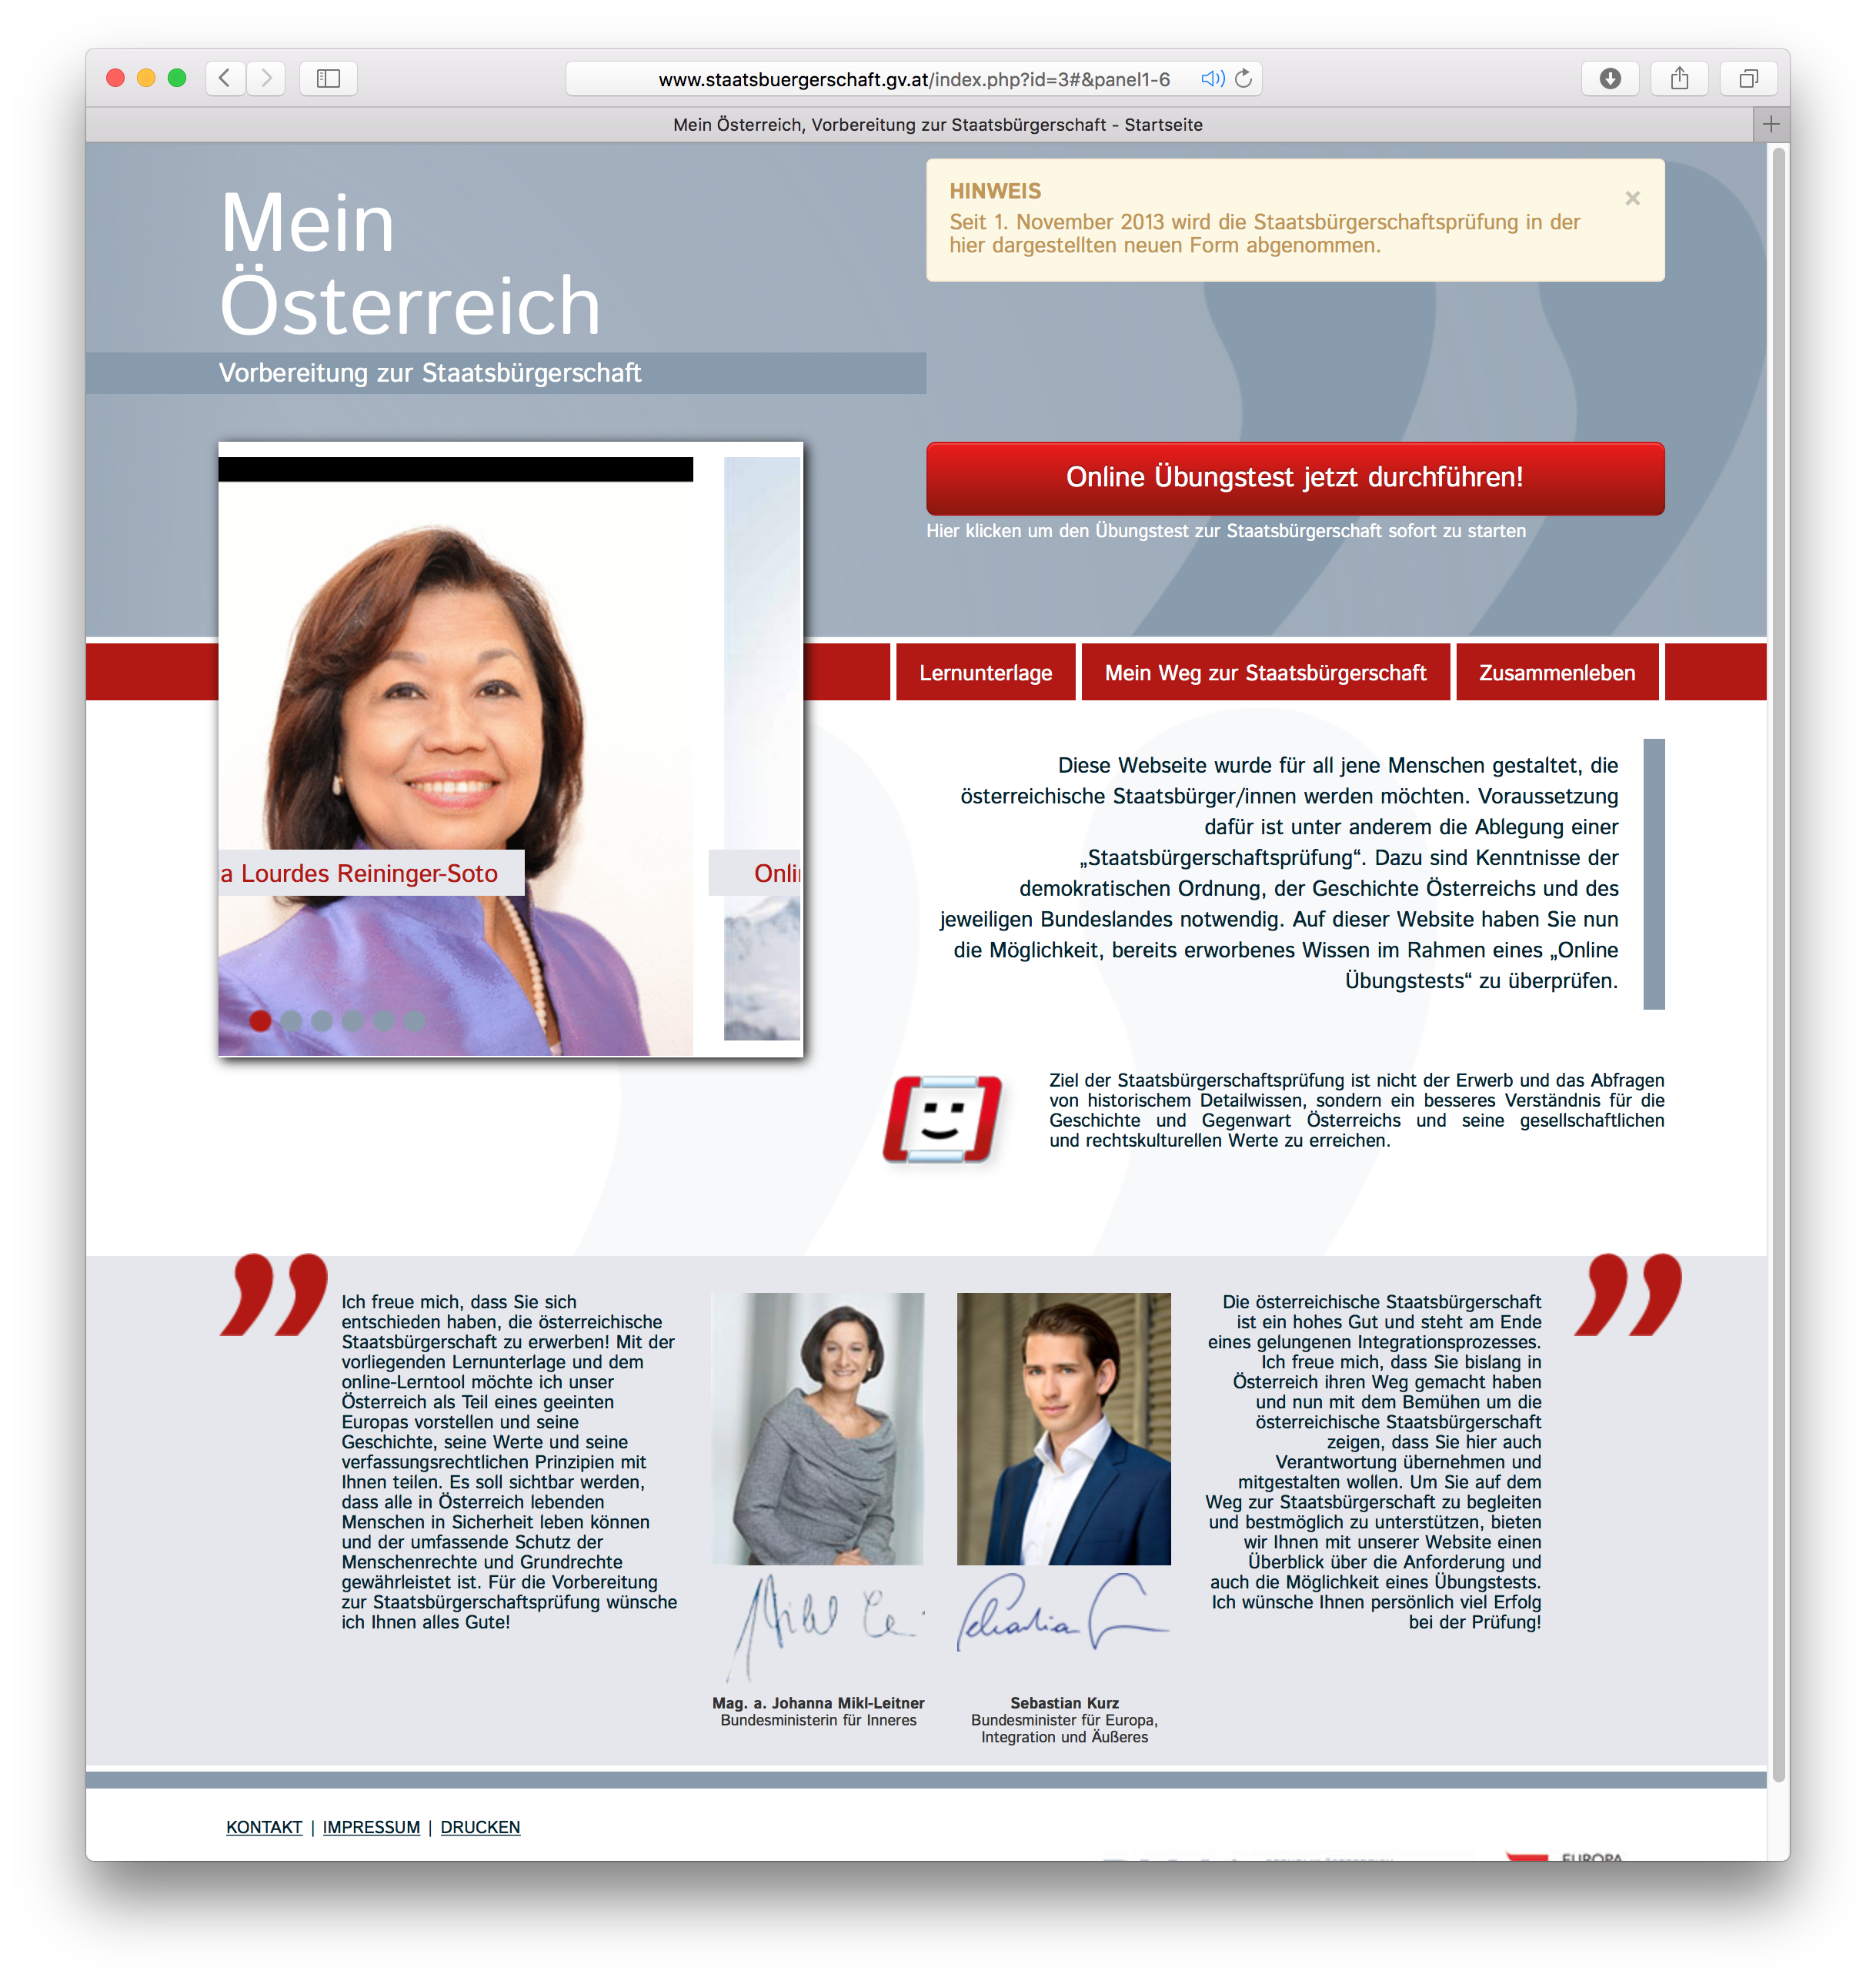 www.staatsbuergerschaft.gv.at/index.php?id=3#&panel1-6
Mein Österreich, Vorbereitung zur Staatsbürgerschaft - Startseite
Mein
Österreich
Vorbereitung zur Staatsbürgerschaft
HINWEIS
Seit 1. November 2013 wird die Staatsbürgerschaftsprüfung in der
hier dargestellten neuen Form abgenommen.
Online Übungstest jetzt durchführen!
Hier klicken um den Übungstest zur Staatsbürgerschaft sofort zu starten
Lernunterlage
Mein Weg zur Staatsbürgerschaft
Zusammenleben
a Lourdes Reininger-Soto
Onli
Diese Webseite wurde für all jene Menschen gestaltet, die
österreichische Staatsbürger/innen werden möchten. Voraussetzung
dafür ist unter anderem die Ablegung einer
„Staatsbürgerschaftsprüfung“. Dazu sind Kenntnisse der
demokratischen Ordnung, der Geschichte Österreichs und des
jeweiligen Bundeslandes notwendig. Auf dieser Website haben Sie nun
die Möglichkeit, bereits erworbenes Wissen im Rahmen eines „Online
Übungstests“ zu überprüfen.
Ziel der Staatsbürgerschaftsprüfung ist nicht der Erwerb und das Abfragen
von historischem Detailwissen, sondern ein besseres Verständnis für die
Geschichte und Gegenwart Österreichs und seine gesellschaftlichen
und rechtskulturellen Werte zu erreichen.
Ich freue mich, dass Sie sich
entschieden haben, die österreichische
Staatsbürgerschaft zu erwerben! Mit der
vorliegenden Lernunterlage und dem
online-Lerntool möchte ich unser
Österreich als Teil eines geeinten
Europas vorstellen und seine
Geschichte, seine Werte und seine
verfassungsrechtlichen Prinzipien mit
Ihnen teilen. Es soll sichtbar werden,
dass alle in Österreich lebenden
Menschen in Sicherheit leben können
und der umfassende Schutz der
Menschenrechte und Grundrechte
gewährleistet ist. Für die Vorbereitung
zur Staatsbürgerschaftsprüfung wünsche
ich Ihnen alles Gute!
Mag. a. Johanna Mikl-Leitner
Bundesministerin für Inneres
Sebastian Kurz
Bundesminister für Europa,
Integration und Äußeres
Die österreichische Staatsbürgerschaft
ist ein hohes Gut und steht am Ende
eines gelungenen Integrationsprozesses.
Ich freue mich, dass Sie bislang in
Österreich ihren Weg gemacht haben
und nun mit dem Bemühen um die
österreichische Staatsbürgerschaft
zeigen, dass Sie hier auch
Verantwortung übernehmen und
mitgestalten wollen. Um Sie auf dem
Weg zur Staatsbürgerschaft zu begleiten
und bestmöglich zu unterstützen, bieten
wir Ihnen mit unserer Website einen
Überblick über die Anforderung und
auch die Möglichkeit eines Übungstests.
Ich wünsche Ihnen persönlich viel Erfolg
bei der Prüfung!
KONTAKT | IMPRESSUM | DRUCKEN
EUROPA